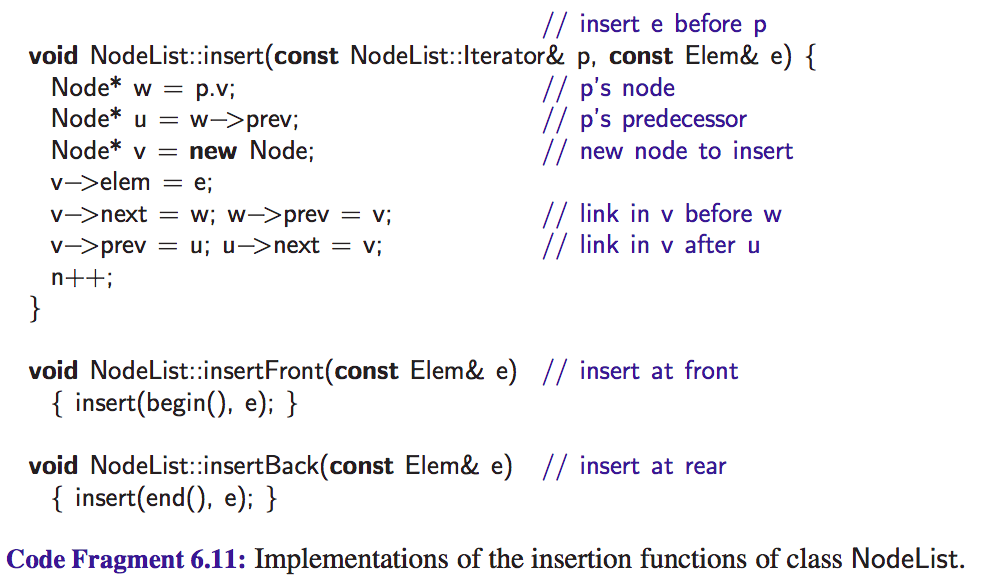 // insert e before p
void NodeList::insert(const NodeList::Iterator& p, const Elem& e) {
Node* w = p.v; // p's node
Node* u = w->prev; // p's predecessor
Node* v = new Node; // new node to insert
v->elem = e;
v->next = w; w->prev = v; // link in v before w
v->prev = u; u->next = v; // link in v after u
n++;
}
void NodeList::insertFront(const Elem& e) // insert at front
{ insert(begin(), e); }
void NodeList::insertBack(const Elem& e) // insert at rear
{ insert(end(), e); }
Code Fragment 6.11: Implementations of the insertion functions of class NodeList.